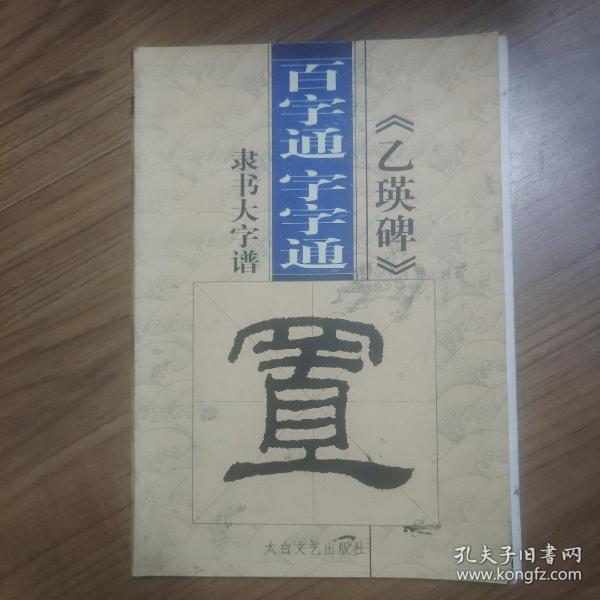 《乙瑛碑》
百字通 字字通
隶书大字谱
置
太白文艺出版社
孔夫子旧書网
www.kongfz.com